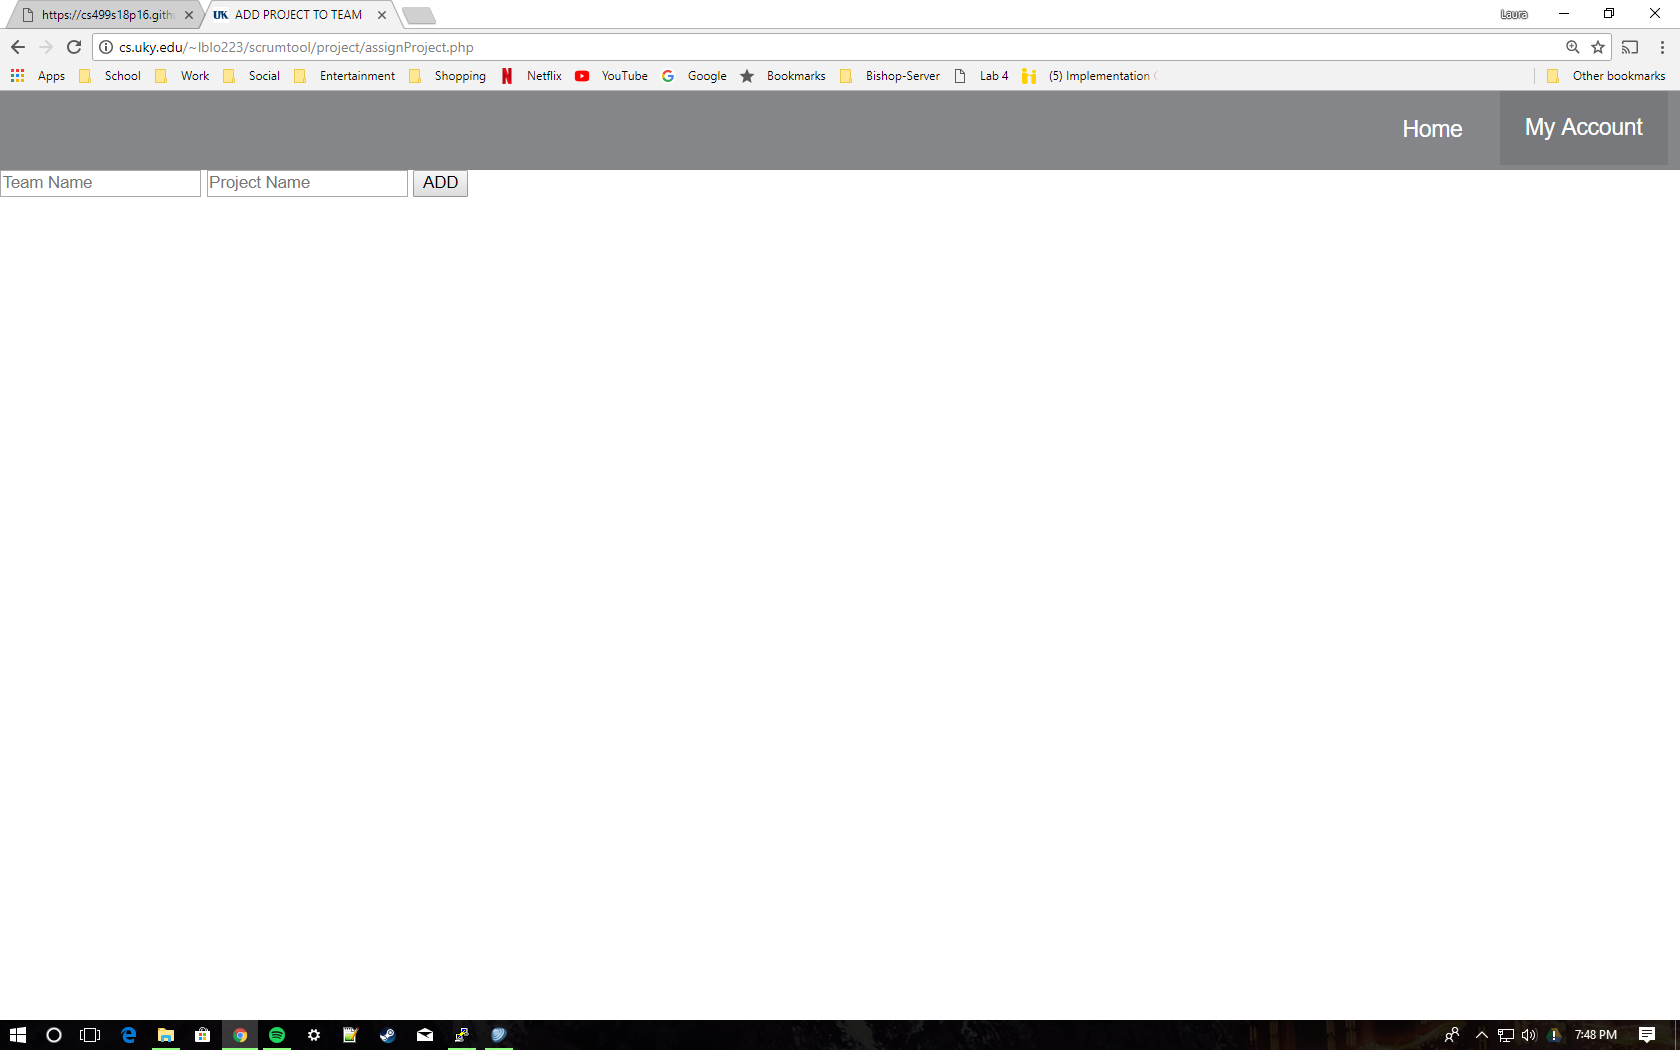 https://cs499s18p16.gith
UK ADD PROJECT TO TEAM
Laura
cs.uky.edu/~lblo223/scrumtool/project/assignProject.php
Apps School Work Social Entertainment Shopping Netflix YouTube Google Bookmarks Bishop-Server Lab 4 (5) Implementation Other bookmarks
Home My Account
Team Name Project Name ADD
7:48 PM